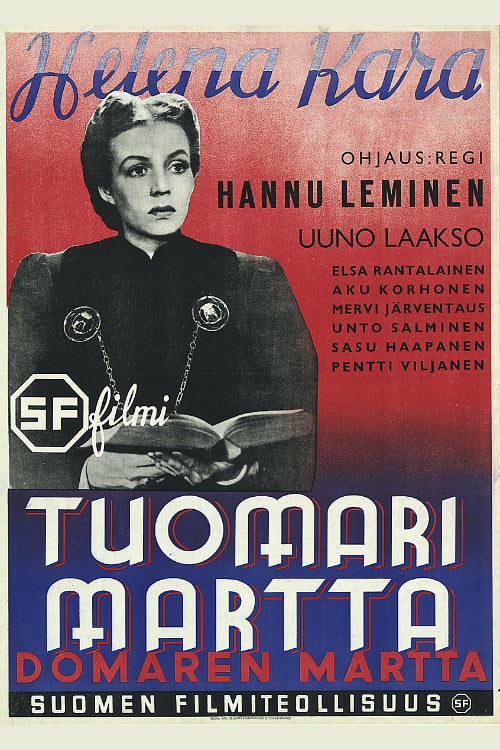 Helena Kara
OHJAUS:REGI
HANNU LEMINEN
UUNO LAAKSO
ELSA RANTALAINEN
AKU KORHONEN
MERVI JÄRVENTAUS
UNTO SALMINEN
SASU HAAPANEN
PENTTI VILJANEN
SF filmi
TUOMARI
MARTTA
DOMAREN MARTTA
SUOMEN FILMITEOLLISUUS SF